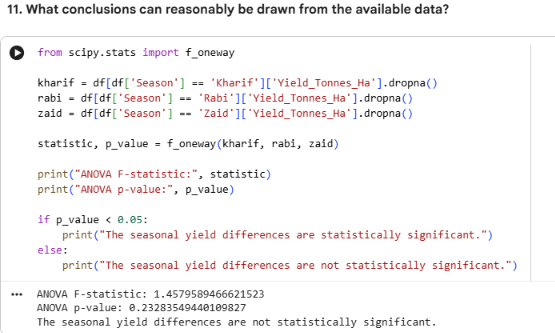 11. What conclusions can reasonably be drawn from the available data?
from scipy.stats import f_oneway
kharif = df[df['Season'] == 'Kharif']['Yield_Tonnes_Ha'].dropna()
rabi = df[df['Season'] == 'Rabi']['Yield_Tonnes_Ha'].dropna()
zaid = df[df['Season'] == 'Zaid']['Yield_Tonnes_Ha'].dropna()
statistic, p_value = f_oneway(kharif, rabi, zaid)
print("ANOVA F-statistic:", statistic)
print("ANOVA p-value:", p_value)
if p_value < 0.05:
    print("The seasonal yield differences are statistically significant.")
else:
    print("The seasonal yield differences are not statistically significant.")
ANOVA F-statistic: 1.4579589466621523
ANOVA p-value: 0.23283549440109827
The seasonal yield differences are not statistically significant.